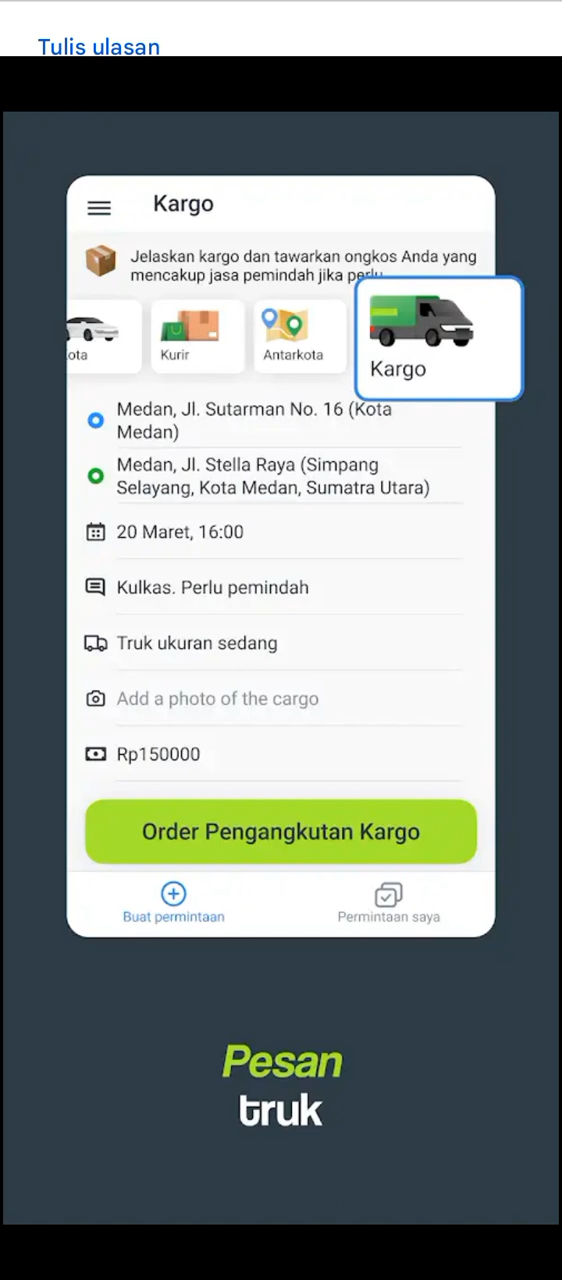 Tulis ulasan
Kargo
Jelaskan kargo dan tawarkan ongkos Anda yang
mencakup jasa pemindah jika perlu
ota
Kurir
Antarkota
Kargo
Medan, Jl. Sutarman No. 16 (Kota
Medan)
Medan, Jl. Stella Raya (Simpang
Selayang, Kota Medan, Sumatra Utara)
20 Maret, 16:00
Kulkas. Perlu pemindah
Truk ukuran sedang
Add a photo of the cargo
Rp150000
Order Pengangkutan Kargo
Buat permintaan
Permintaan saya
Pesan
truk